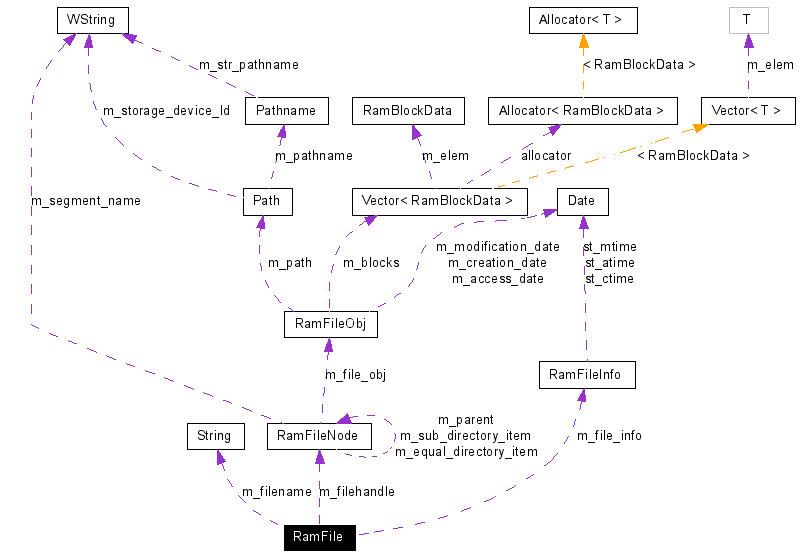 WString
Allocator< T >
T
m_str_pathname
< RamBlockData >
m_elem
m_storage_device_Id
Pathname
RamBlockData
Allocator< RamBlockData >
Vector< T >
m_pathname
m_elem
allocator
< RamBlockData >
m_segment_name
Path
Vector< RamBlockData >
Date
m_path
m_blocks
m_modification_date
m_creation_date
m_access_date
st_mtime
st_atime
st_ctime
RamFileObj
m_file_obj
RamFileInfo
String
RamFileNode
m_parent
m_sub_directory_item
m_equal_directory_item
m_file_info
m_filename
m_filehandle
RamFile